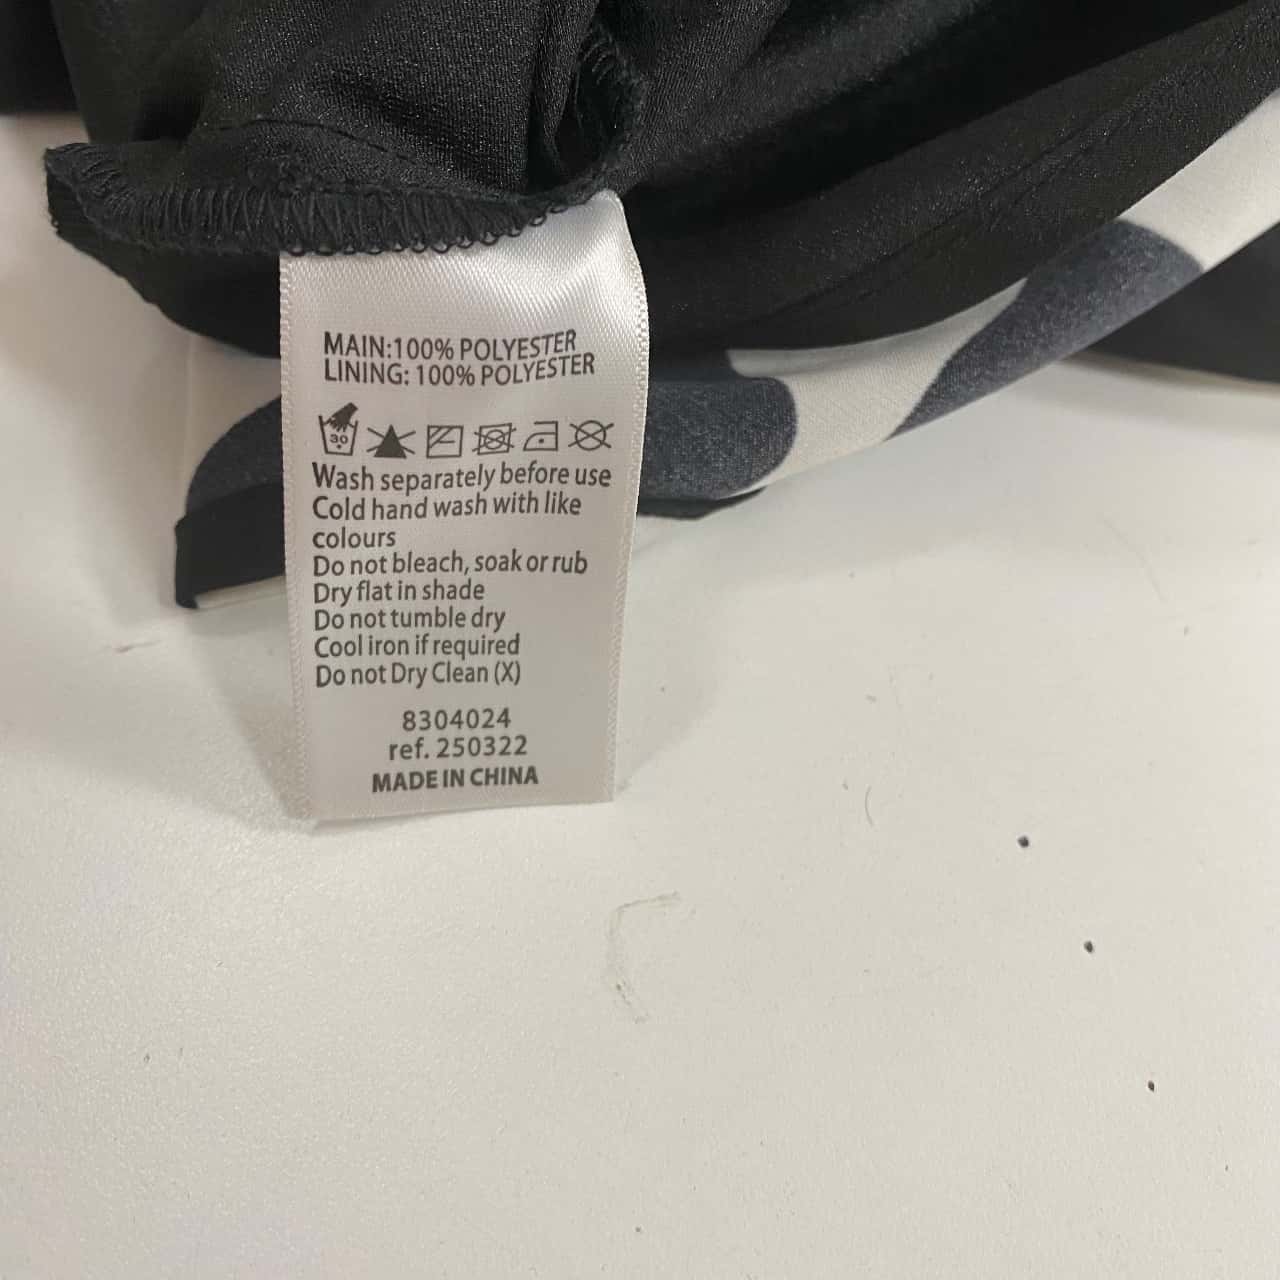 MAIN:100% POLYESTER
LINING: 100% POLYESTER
30
Wash separately before use
Cold hand wash with like
colours
Do not bleach, soak or rub
Dry flat in shade
Do not tumble dry
Cool iron if required
Do not Dry Clean (X)
8304024
ref. 250322
MADE IN CHINA